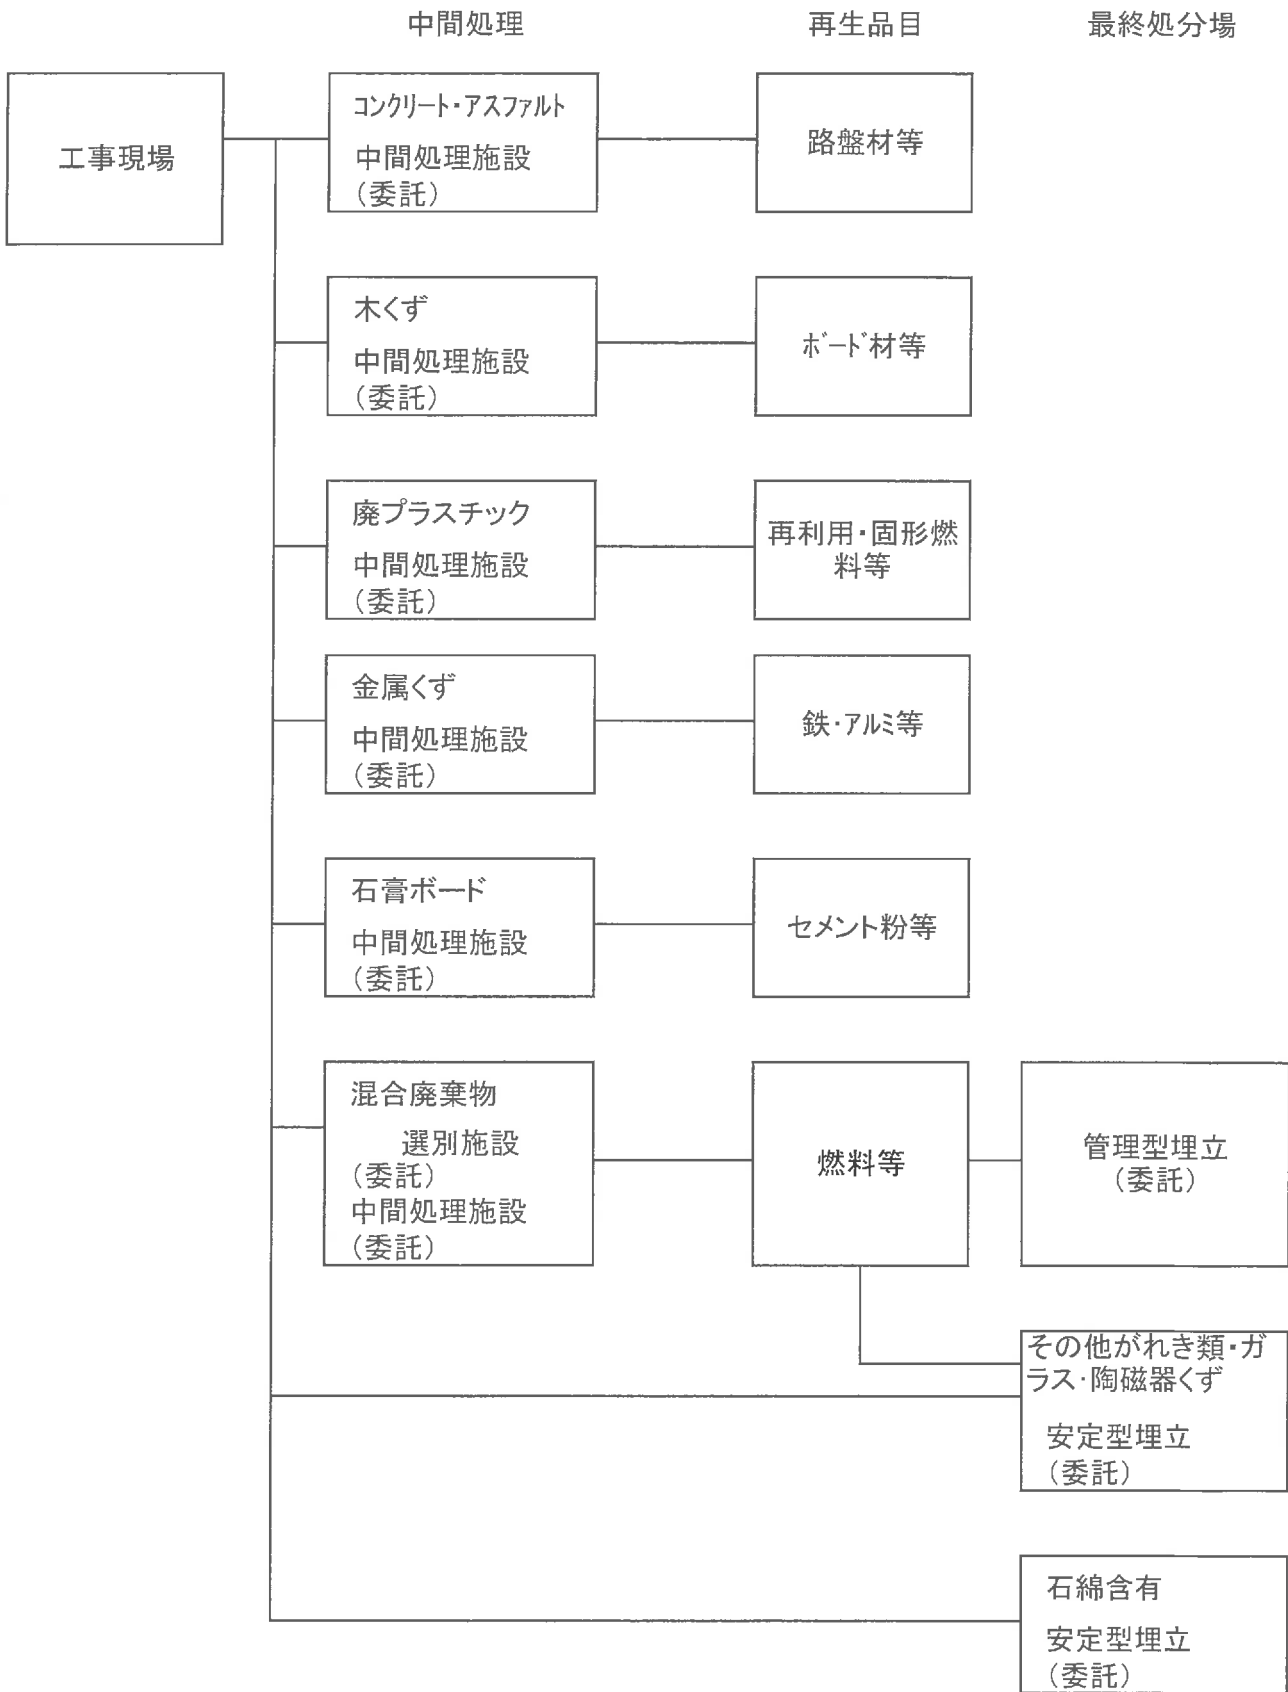 中間処理
再生品目
最終処分場
工事現場
コンクリート・アスファルト
中間処理施設
（委託）
路盤材等
木くず
中間処理施設
（委託）
ボード材等
廃プラスチック
中間処理施設
（委託）
再利用・固形燃
料等
金属くず
中間処理施設
（委託）
鉄・アルミ等
石膏ボード
中間処理施設
（委託）
セメント粉等
混合廃棄物
選別施設
（委託）
中間処理施設
（委託）
燃料等
管理型埋立
（委託）
その他がれき類・ガ
ラス・陶磁器くず
安定型埋立
（委託）
石綿含有
安定型埋立
（委託）